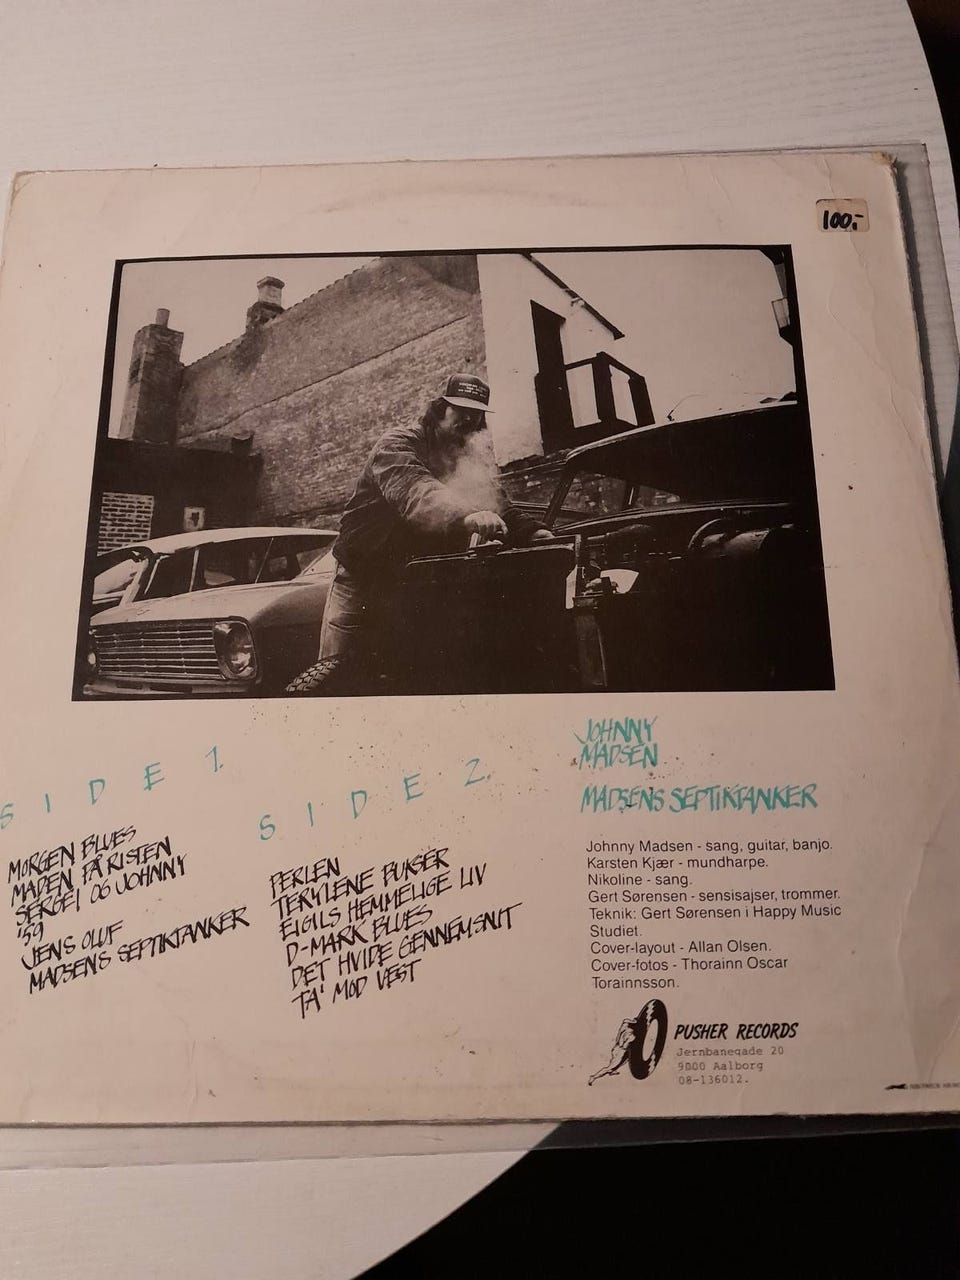 100,-
SIDE 1.
MORGEN BLUES
MADEN PÅ RISTEN
SERGEI OG JOHNNY
'59
JENS OLUF
MADSENS SEPTIKTANKER
SIDE 2.
PERLEN
TERYLENE BUKSER
EIGILS HEMMELIGE LIV
D-MARK BLUES
DET HVIDE GENNEMSNIT
TA' MOD VEST
JOHNNY
MADSEN
MADSENS SEPTIKTANKER
Johnny Madsen - sang, guitar, banjo.
Karsten Kjær - mundharpe.
Nikoline - sang.
Gert Sørensen - sensisajser, trommer.
Teknik: Gert Sørensen i Happy Music
Studiet.
Cover-layout - Allan Olsen.
Cover-fotos - Thorainn Oscar
Torainnsson.
PUSHER RECORDS
Jernbanegade 20
9000 Aalborg
08-136012.